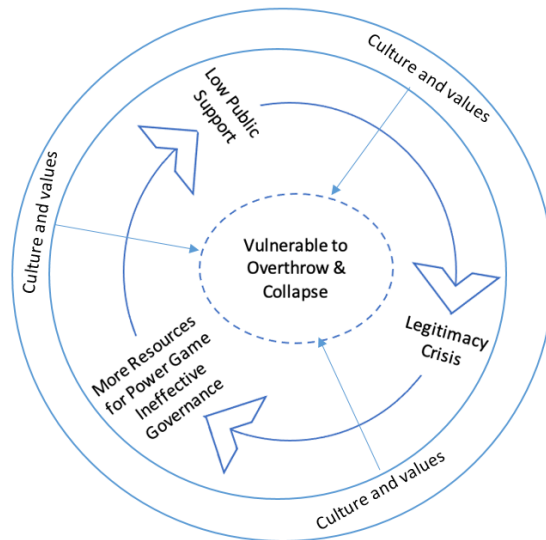 Culture and values
Low Public
Support
Culture and values
Vulnerable to
Overthrow &
Collapse
Legitimacy
Crisis
More Resources
for Power Game
Ineffective
Governance
Culture and values